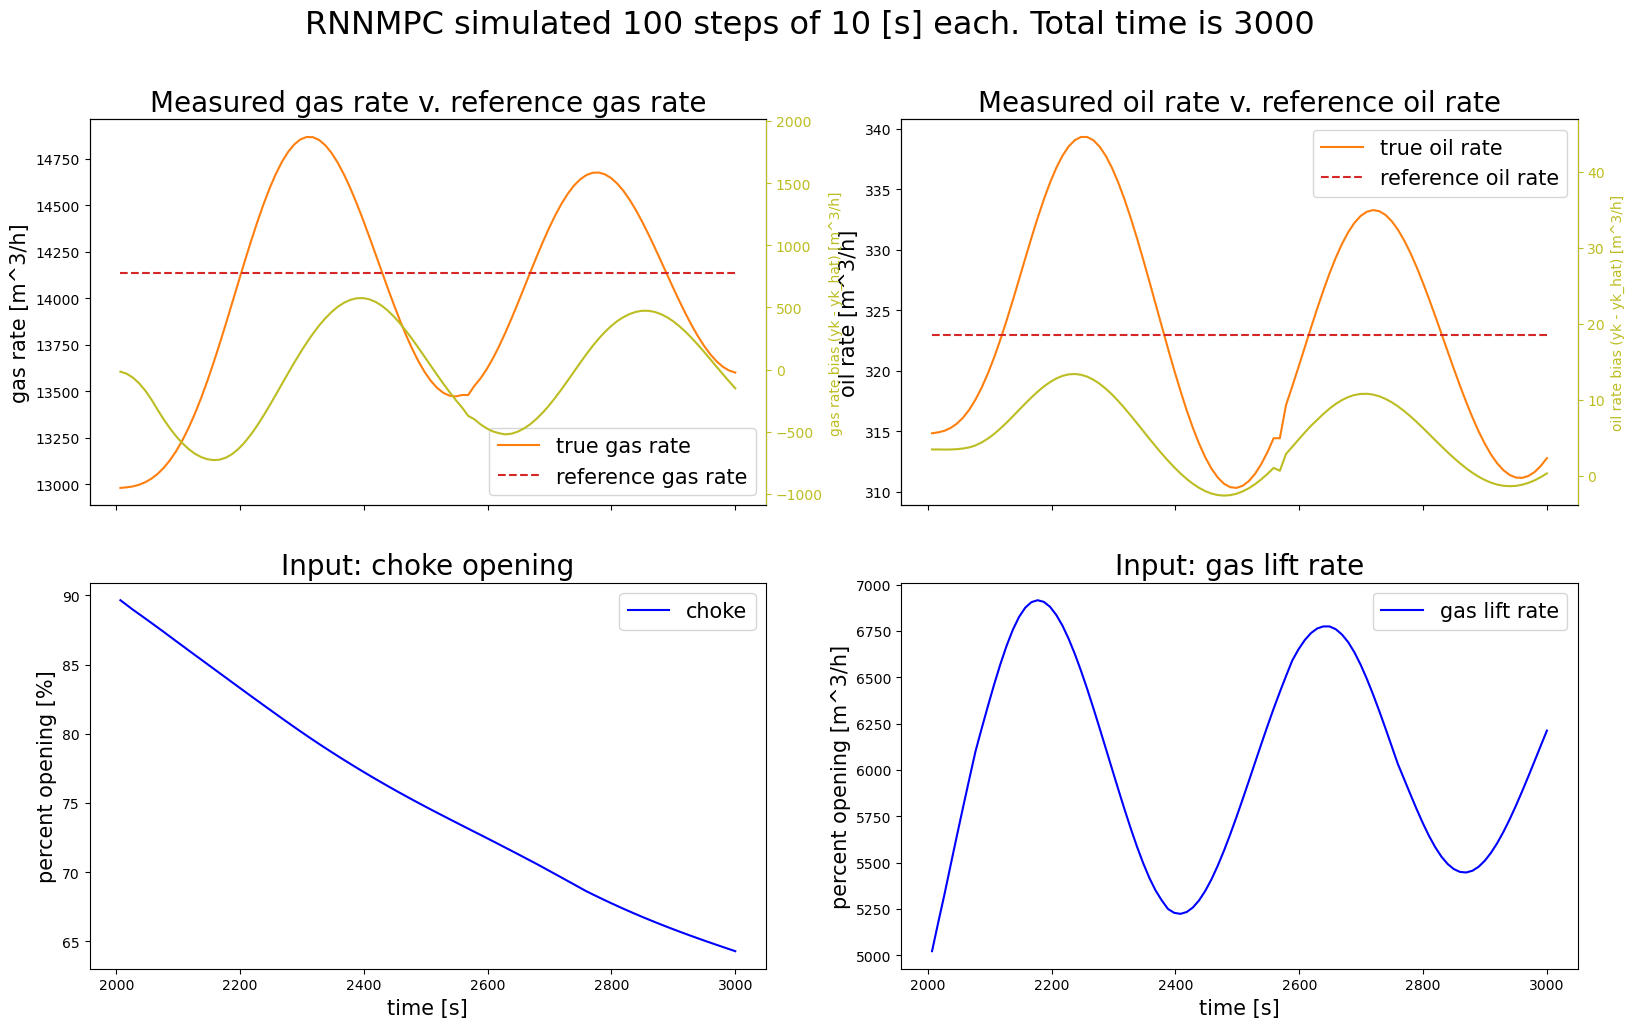 RNNMPC simulated 100 steps of 10 [s] each. Total time is 3000
Measured gas rate v. reference gas rate
gas rate [m^3/h]
14750
14500
14250
14000
13750
13500
13250
13000
2000
1500
1000
500
0
−500
−1000
gas rate bias (yk - yk_hat) [m^3/h]
true gas rate
reference gas rate
Measured oil rate v. reference oil rate
oil rate [m^3/h]
340
335
330
325
320
315
310
40
30
20
10
0
oil rate bias (yk - yk_hat) [m^3/h]
true oil rate
reference oil rate
Input: choke opening
percent opening [%]
90
85
80
75
70
65
choke
2000 2200 2400 2600 2800 3000
time [s]
Input: gas lift rate
percent opening [m^3/h]
7000
6750
6500
6250
6000
5750
5500
5250
5000
gas lift rate
2000 2200 2400 2600 2800 3000
time [s]